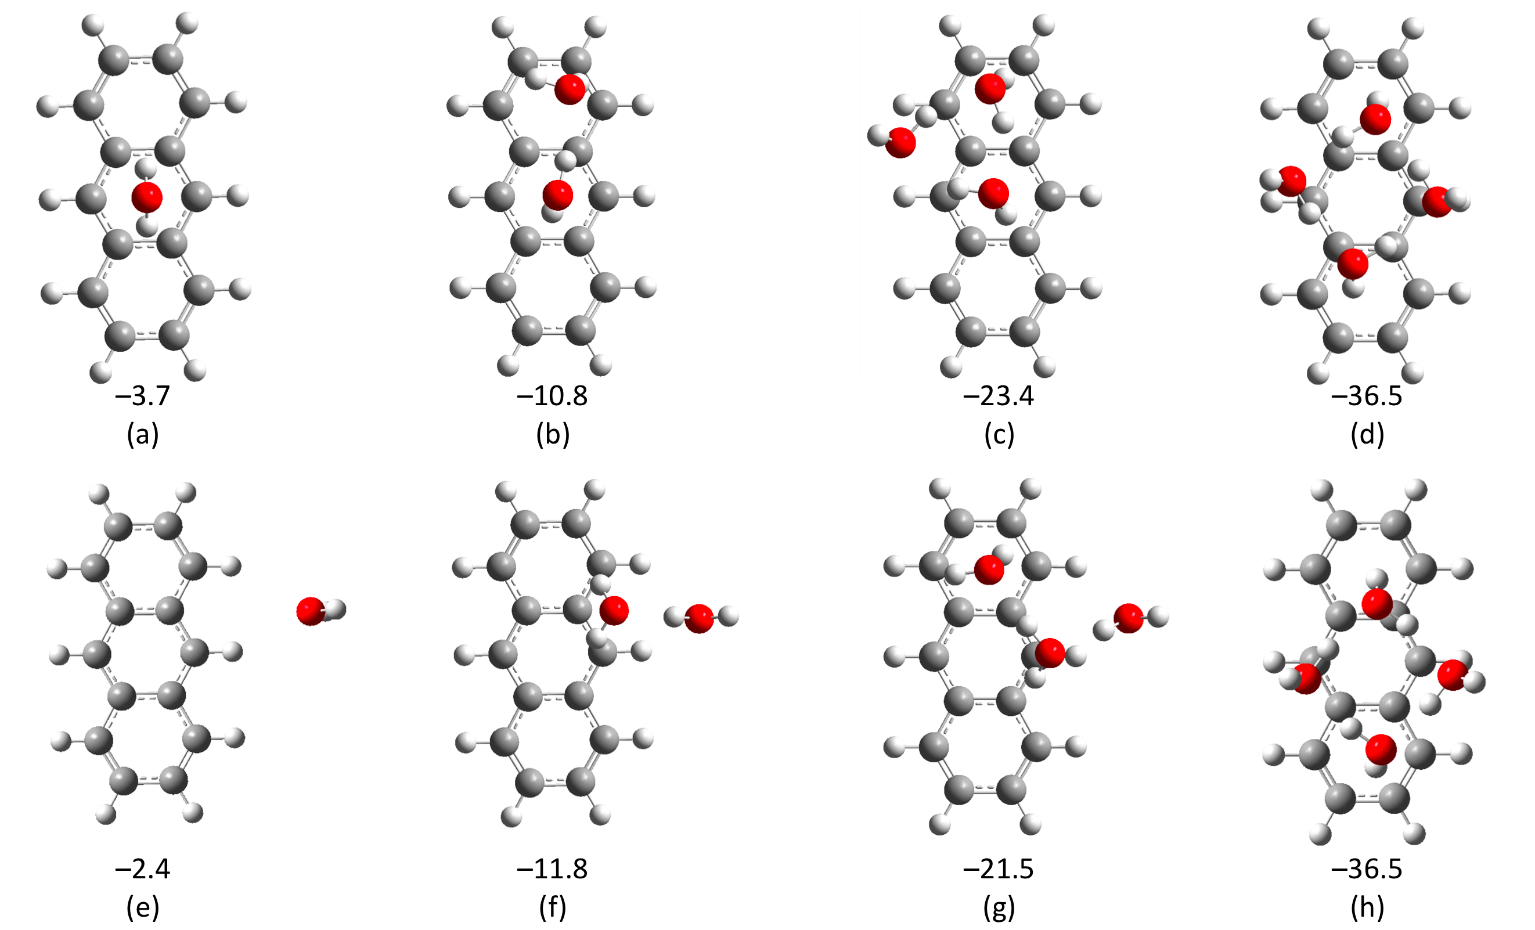 –3.7
–10.8
–23.4
–36.5
(a)
(b)
(c)
(d)
–2.4
–11.8
–21.5
–36.5
(e)
(f)
(g)
(h)